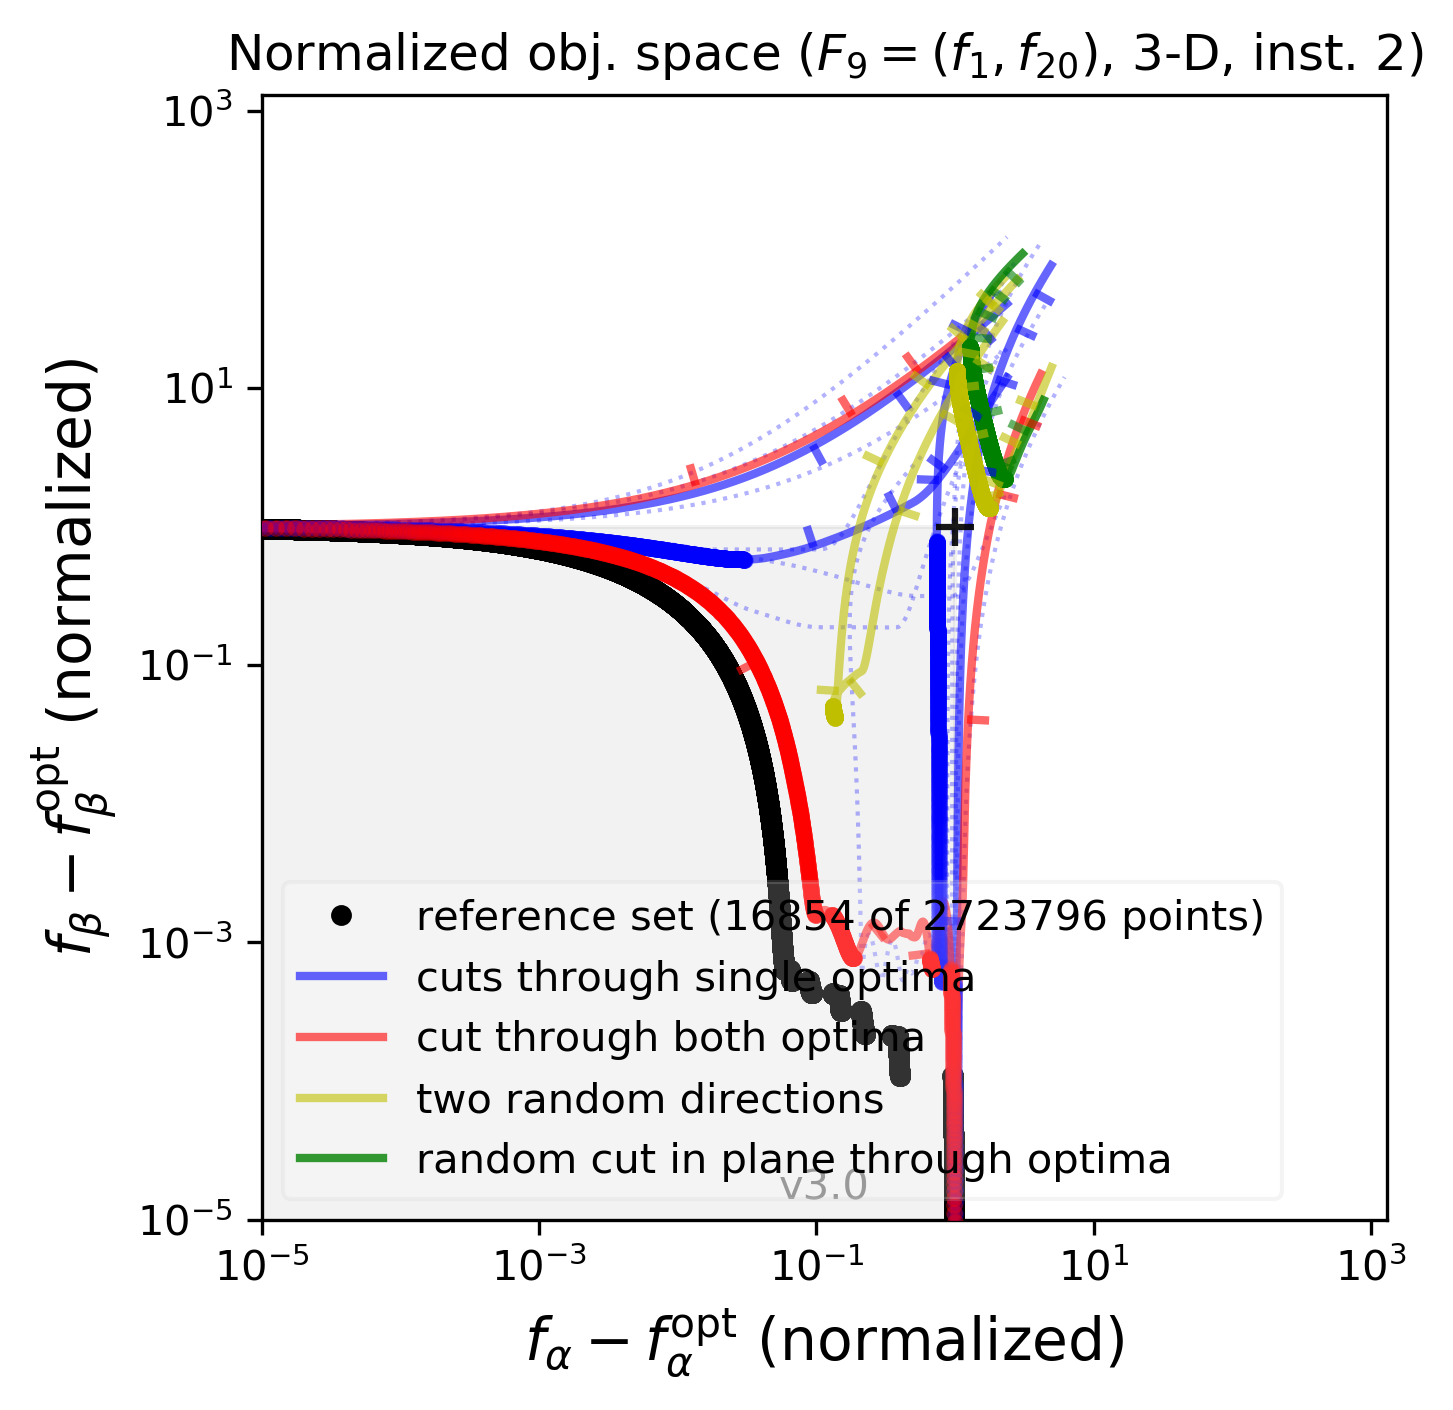 Normalized obj. space (F₉ = (f₁, f₂₀), 3-D, inst. 2)
10³
10¹
10⁻¹
10⁻³
10⁻⁵
f_β − f_β^opt (normalized)
reference set (16854 of 2723796 points)
cuts through single optima
cut through both optima
two random directions
random cut in plane through optima
v3.0
10⁻⁵ 10⁻³ 10⁻¹ 10¹ 10³
f_α − f_α^opt (normalized)